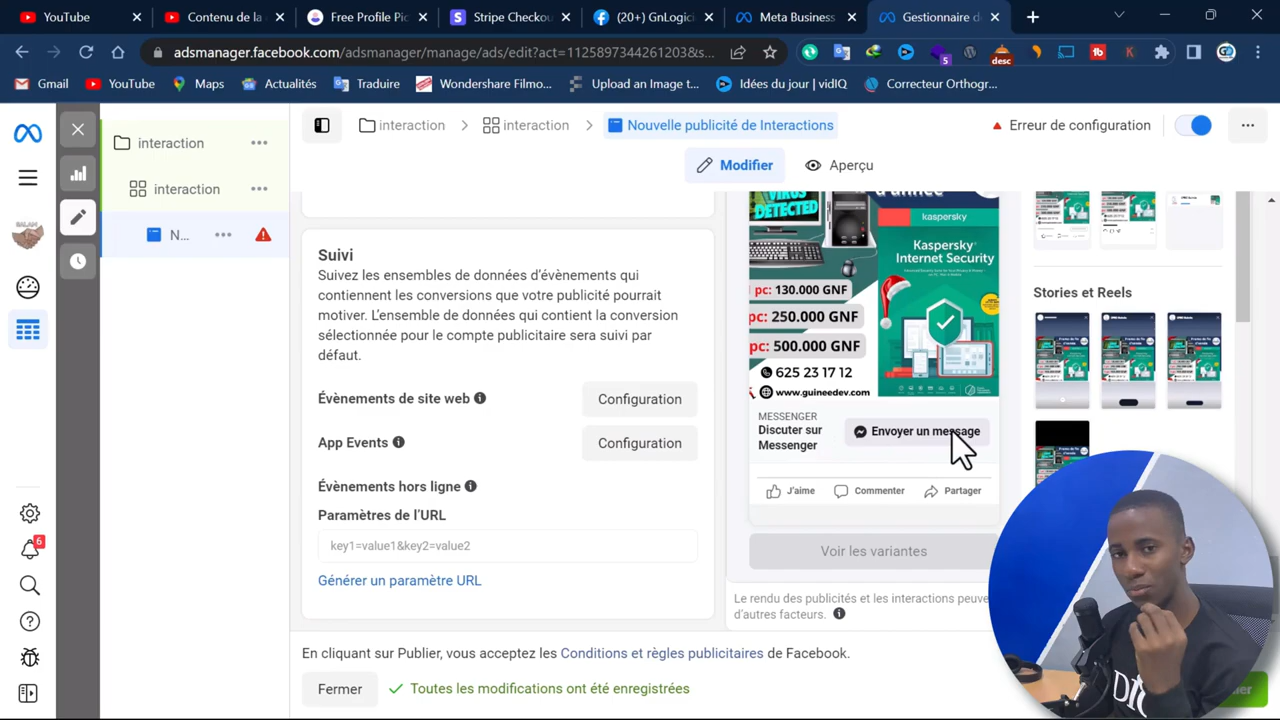 YouTube
Contenu de la
Free Profile Pic
Stripe Checkou
(20+) GnLogici
Meta Business
Gestionnaire d
adsmanager.facebook.com/adsmanager/manage/ads/edit?act=1125897344261203&s...
5
desc
Gmail
YouTube
Maps
Actualités
Traduire
Wondershare Filmo...
Upload an Image t...
Idées du jour | vidIQ
Correcteur Orthogr...
interaction
interaction
N...
interaction
interaction
Nouvelle publicité de Interactions
Erreur de configuration
Modifier
Aperçu
Suivi
Suivez les ensembles de données d'évènements qui
contiennent les conversions que votre publicité pourrait
motiver. L'ensemble de données qui contient la conversion
sélectionnée pour le compte publicitaire sera suivi par
défaut.
Évènements de site web
Configuration
App Events
Configuration
Évènements hors ligne
Paramètres de l'URL
key1=value1&key2=value2
Générer un paramètre URL
d'année
VIRUS
DETECTED
kaspersky
Kaspersky
Internet Security
pc: 130.000 GNF
pc: 250.000 GNF
pc: 500.000 GNF
625 23 17 12
www.guineedev.com
MESSENGER
Discuter sur
Messenger
Envoyer un message
J'aime
Commenter
Partager
Voir les variantes
Le rendu des publicités et les interactions peuve
d'autres facteurs.
Stories et Reels
6
En cliquant sur Publier, vous acceptez les Conditions et règles publicitaires de Facebook.
Fermer
Toutes les modifications ont été enregistrées